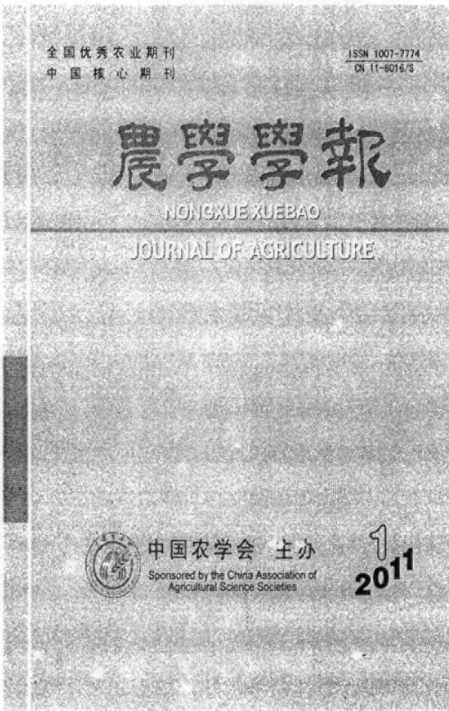 全国优秀农业期刊
中国核心期刊
ISSN 1007-7774
CN 11-6016/S
農學學報
NONGXUE XUEBAO
JOURNAL OF AGRICULTURE
中国农学会 主办
Sponsored by the China Association of
Agricultural Science Societies
1
2011